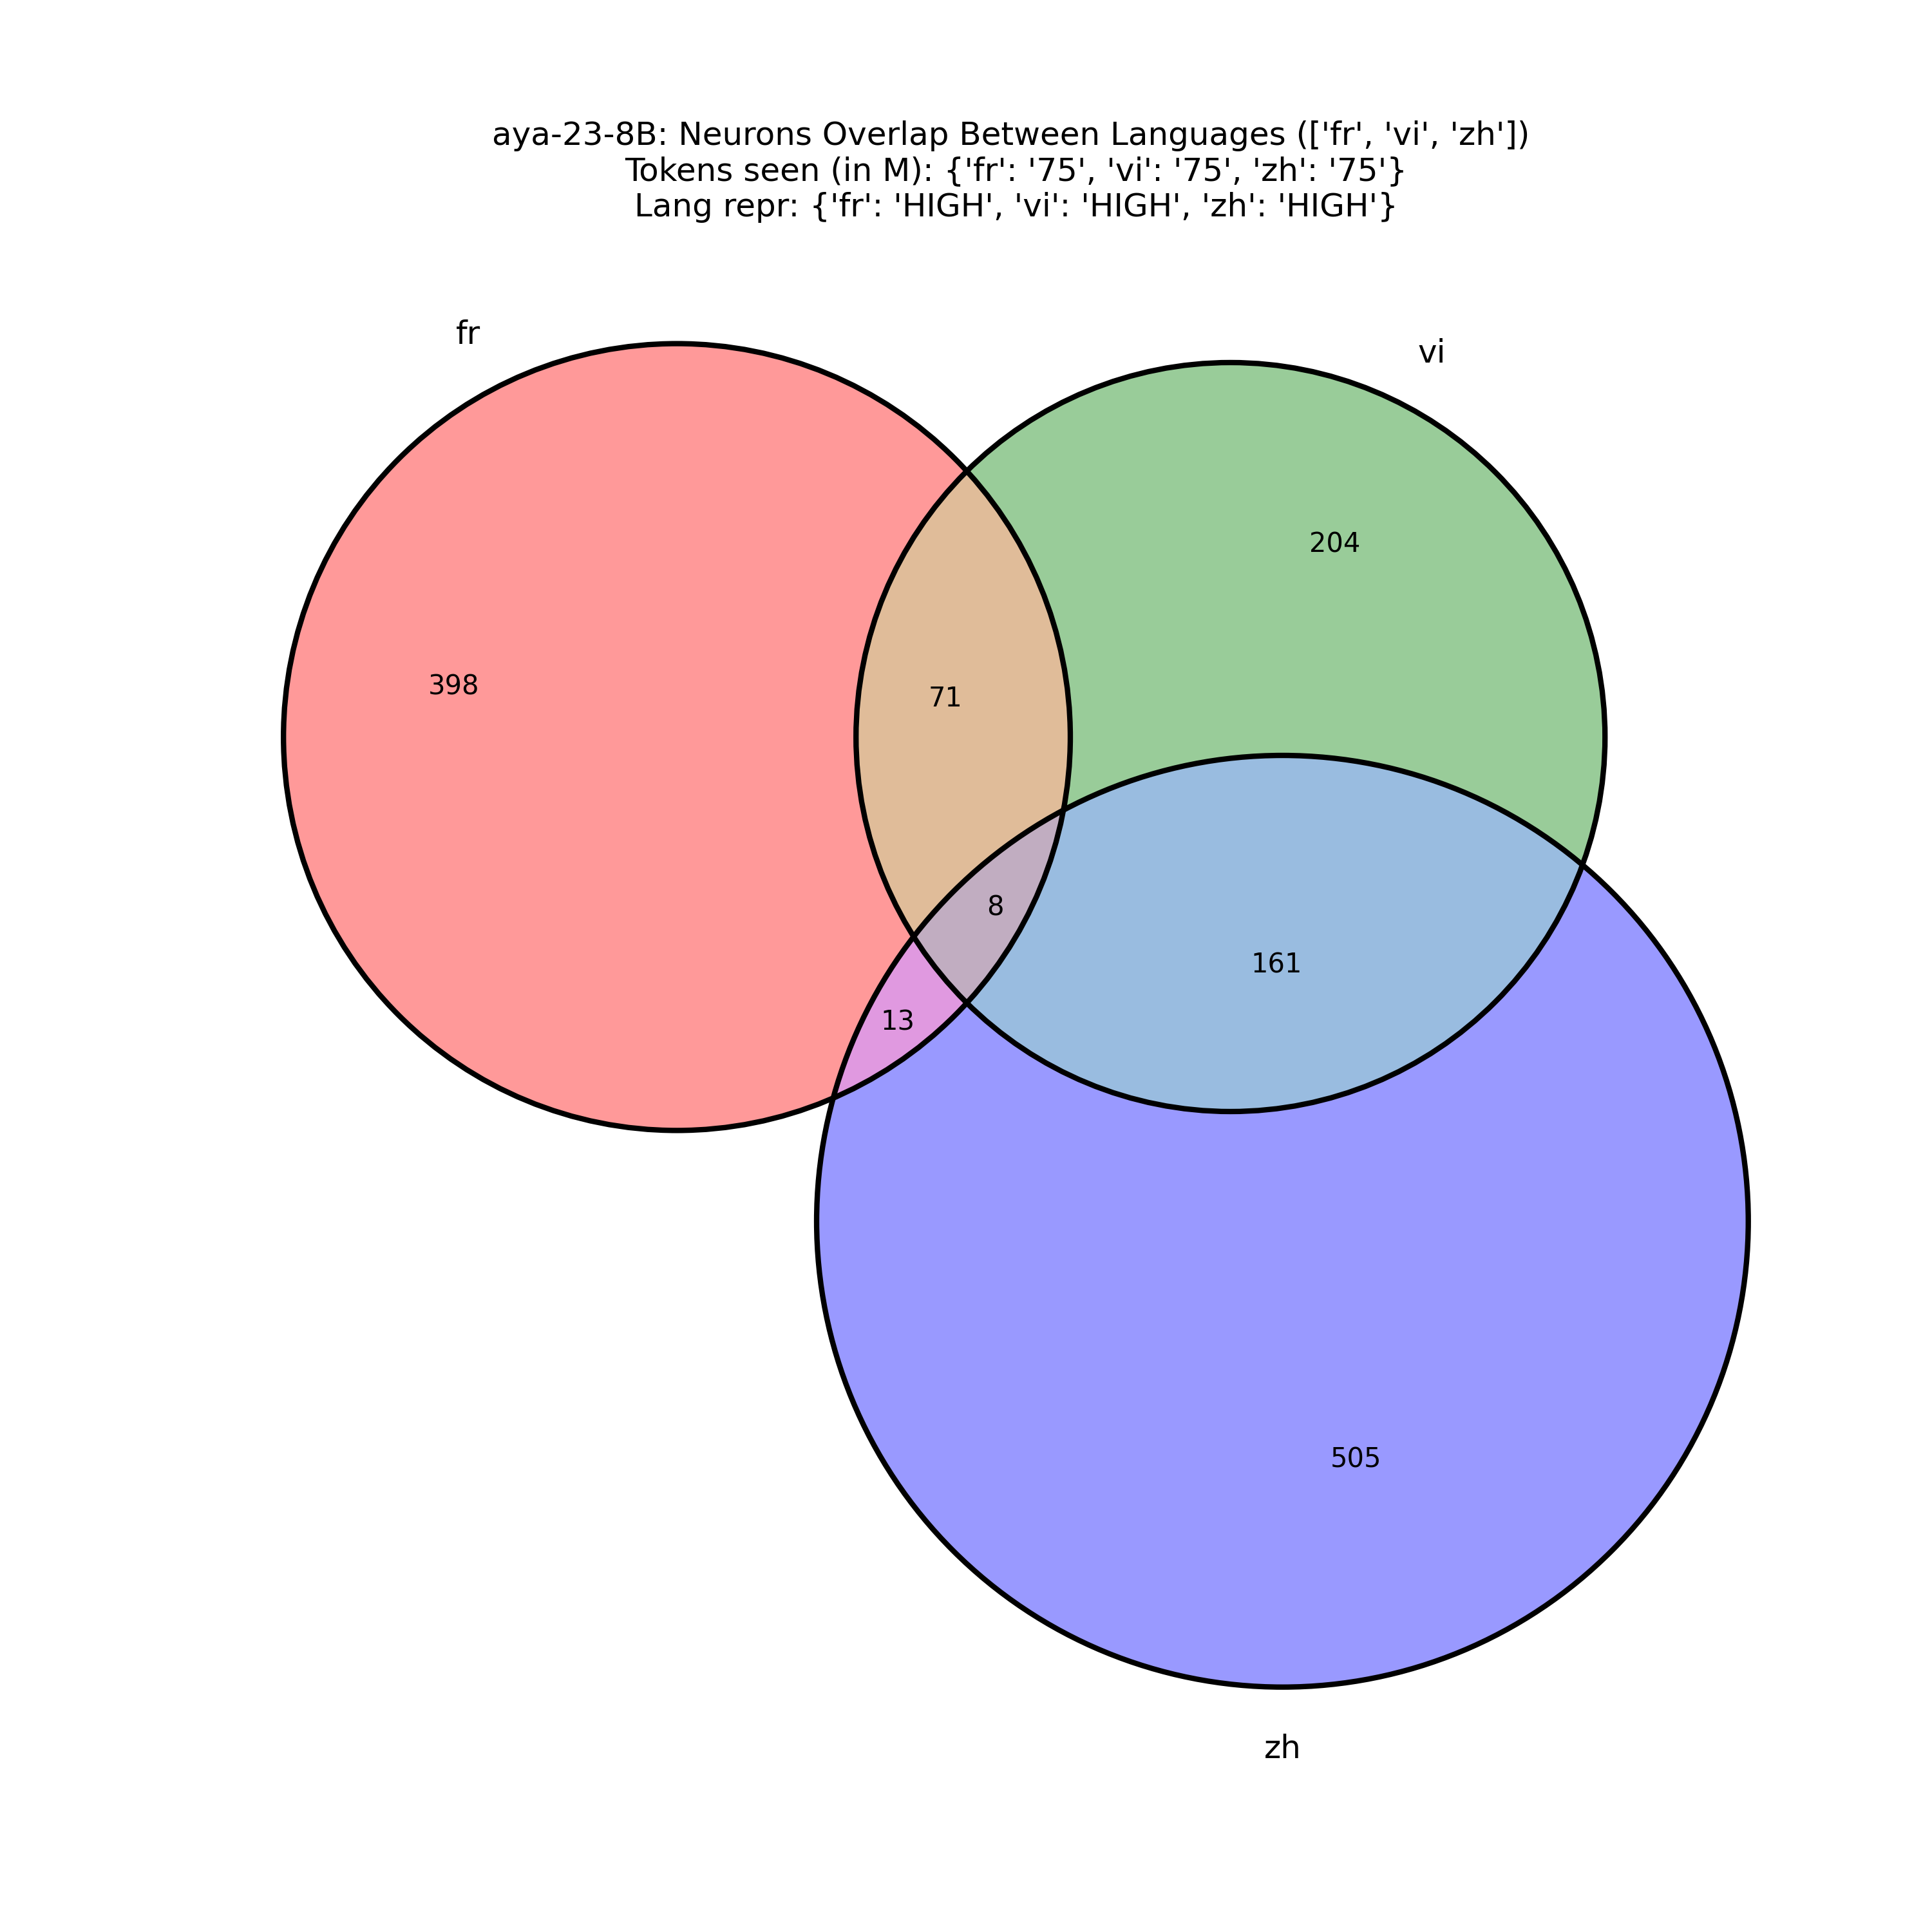 aya-23-8B: Neurons Overlap Between Languages (['fr', 'vi', 'zh'])
Tokens seen (in M): {'fr': '75', 'vi': '75', 'zh': '75'}
Lang repr: {'fr': 'HIGH', 'vi': 'HIGH', 'zh': 'HIGH'}
fr
vi
204
398
71
8
161
13
505
zh